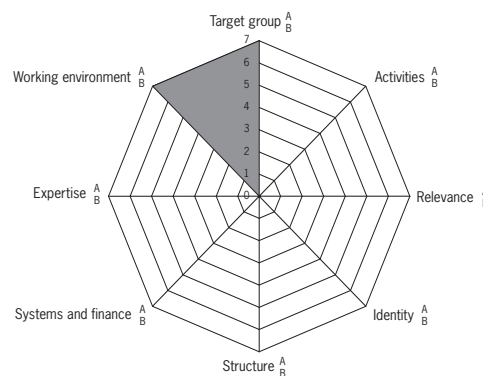 Target group A
B
7
6
5
4
3
2
1
0
Working environment A
B
Activities A
B
Expertise A
B
Relevance
Systems and finance A
B
Identity A
B
Structure A
B